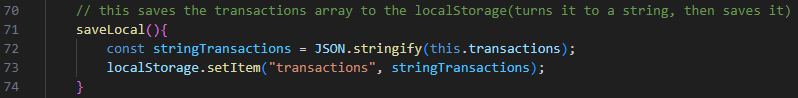 70 // this saves the transactions array to the localStorage(turns it to a string, then saves it)
71 saveLocal(){
72 const stringTransactions = JSON.stringify(this.transactions);
73 localStorage.setItem("transactions", stringTransactions);
74 }